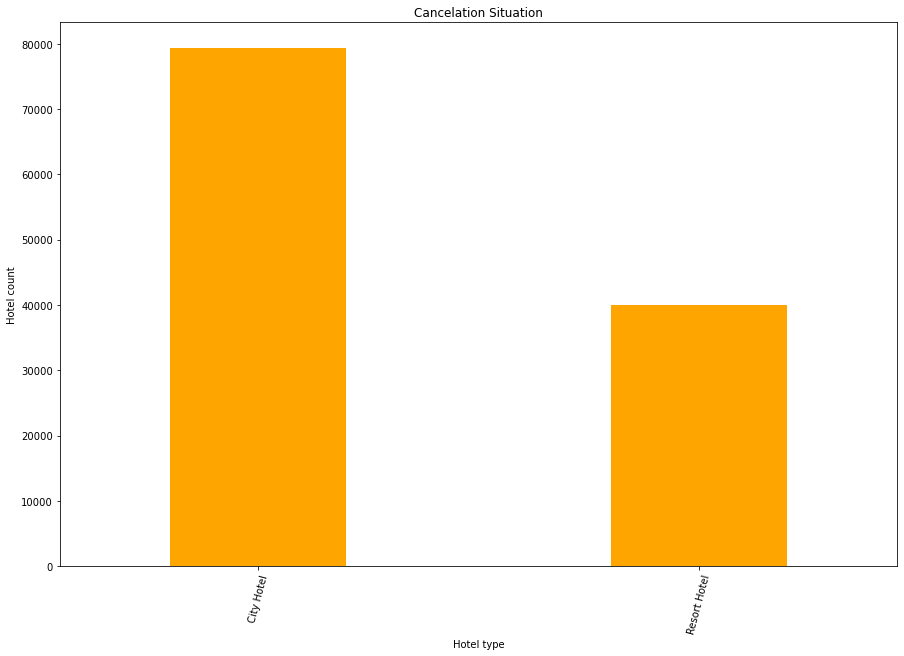 Cancelation Situation
80000
70000
60000
50000
40000
30000
20000
10000
0
Hotel count
City Hotel
Resort Hotel
Hotel type